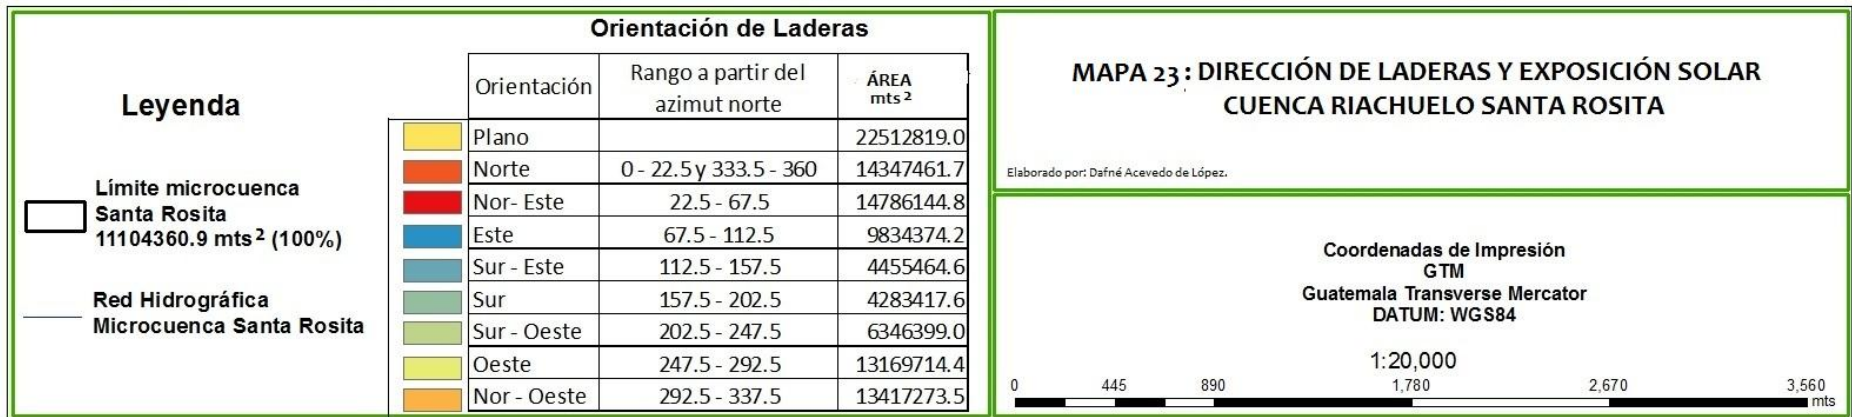 Orientación de Laderas
Leyenda
Límite microcuenca
Santa Rosita
11104360.9 mts² (100%)
Red Hidrográfica
Microcuenca Santa Rosita
Orientación Rango a partir del azimut norte ÁREA mts²
Plano 22512819.0
Norte 0 - 22.5 y 333.5 - 360 14347461.7
Nor- Este 22.5 - 67.5 14786144.8
Este 67.5 - 112.5 9834374.2
Sur - Este 112.5 - 157.5 4455464.6
Sur 157.5 - 202.5 4283417.6
Sur - Oeste 202.5 - 247.5 6346399.0
Oeste 247.5 - 292.5 13169714.4
Nor - Oeste 292.5 - 337.5 13417273.5
MAPA 23: DIRECCIÓN DE LADERAS Y EXPOSICIÓN SOLAR
CUENCA RIACHUELO SANTA ROSITA
Elaborado por: Dafné Acevedo de López.
Coordenadas de Impresión
GTM
Guatemala Transverse Mercator
DATUM: WGS84
1:20,000
0 445 890 1,780 2,670 3,560
mts